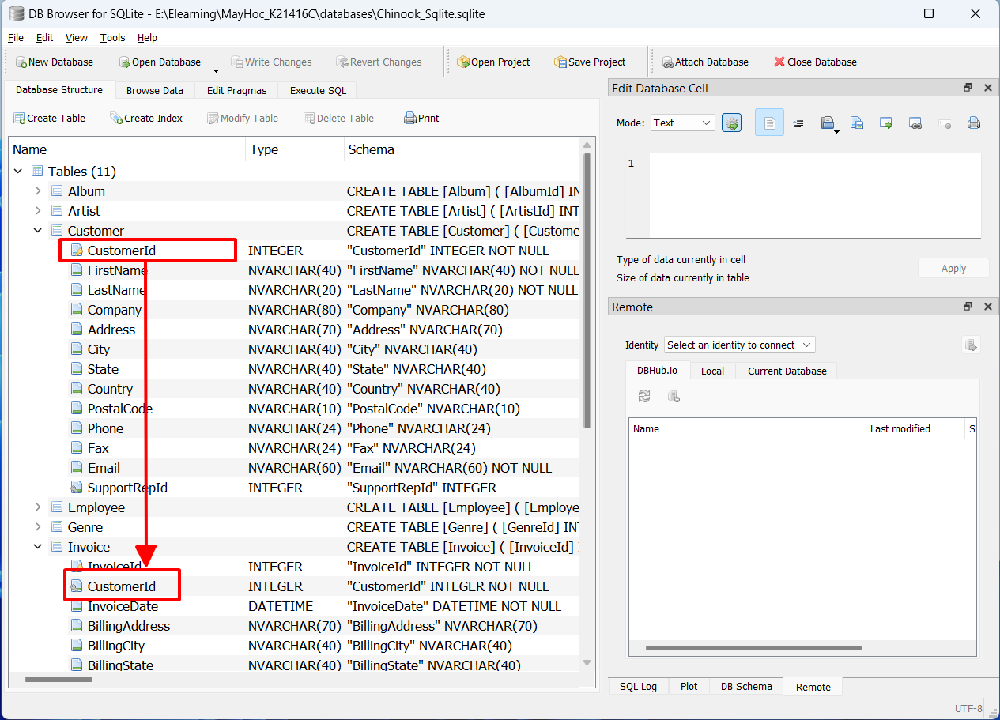 DB Browser for SQLite - E:\Elearning\MayHoc_K21416C\databases\Chinook_Sqlite.sqlite
File Edit View Tools Help
New Database Open Database Write Changes Revert Changes Open Project Save Project Attach Database Close Database
Database Structure Browse Data Edit Pragmas Execute SQL
Create Table Create Index Modify Table Delete Table Print
Name Type Schema
Tables (11)
Album CREATE TABLE [Album] ( [AlbumId] IN
Artist CREATE TABLE [Artist] ( [ArtistId] INT
Customer CREATE TABLE [Customer] ( [Custome
CustomerId INTEGER "CustomerId" INTEGER NOT NULL
FirstName NVARCHAR(40) "FirstName" NVARCHAR(40) NOT NULL
LastName NVARCHAR(20) "LastName" NVARCHAR(20) NOT NULL
Company NVARCHAR(80) "Company" NVARCHAR(80)
Address NVARCHAR(70) "Address" NVARCHAR(70)
City NVARCHAR(40) "City" NVARCHAR(40)
State NVARCHAR(40) "State" NVARCHAR(40)
Country NVARCHAR(40) "Country" NVARCHAR(40)
PostalCode NVARCHAR(10) "PostalCode" NVARCHAR(10)
Phone NVARCHAR(24) "Phone" NVARCHAR(24)
Fax NVARCHAR(24) "Fax" NVARCHAR(24)
Email NVARCHAR(60) "Email" NVARCHAR(60) NOT NULL
SupportRepId INTEGER "SupportRepId" INTEGER
Employee CREATE TABLE [Employee] ( [Employe
Genre CREATE TABLE [Genre] ( [GenreId] INT
Invoice CREATE TABLE [Invoice] ( [InvoiceId]
InvoiceId INTEGER "InvoiceId" INTEGER NOT NULL
CustomerId INTEGER "CustomerId" INTEGER NOT NULL
InvoiceDate DATETIME "InvoiceDate" DATETIME NOT NULL
BillingAddress NVARCHAR(70) "BillingAddress" NVARCHAR(70)
BillingCity NVARCHAR(40) "BillingCity" NVARCHAR(40)
BillingState NVARCHAR(40) "BillingState" NVARCHAR(40)
Edit Database Cell
Mode: Text
1
Type of data currently in cell
Size of data currently in table
Apply
Remote
Identity Select an identity to connect
DBHub.io Local Current Database
Name Last modified S
SQL Log Plot DB Schema Remote
UTF-8